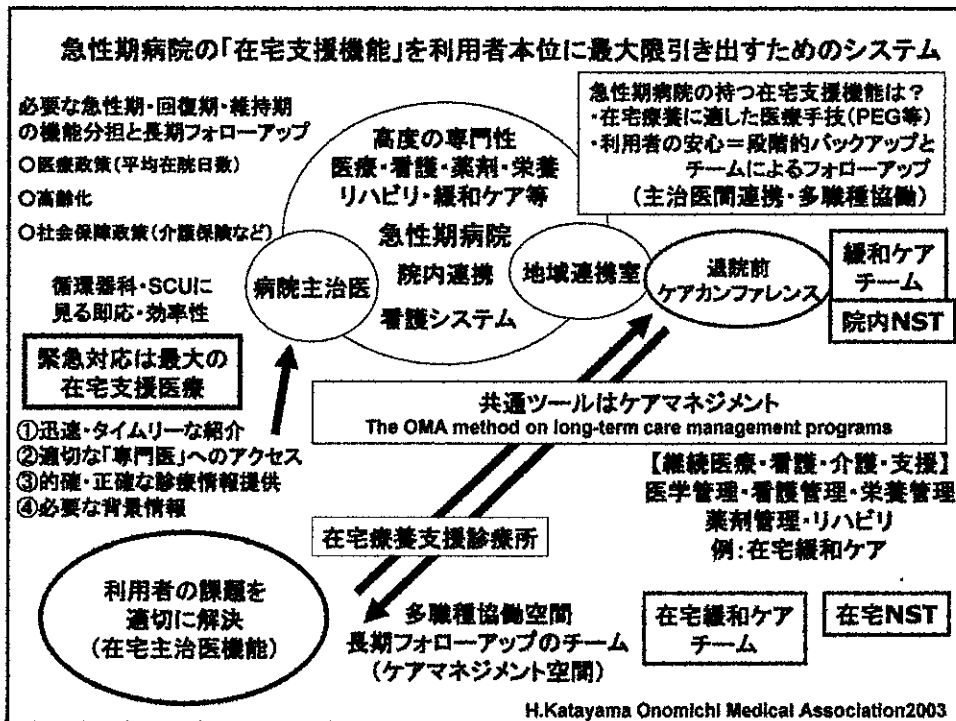 急性期病院の「在宅支援機能」を利用者本位に最大限引き出すためのシステム
必要な急性期・回復期・維持期
の機能分担と長期フォローアップ
○医療政策(平均在院日数)
○高齢化
○社会保障政策(介護保険など)
循環器科・SCUに
見る即応・効率性
緊急対応は最大の
在宅支援医療
①迅速・タイムリーな紹介
②適切な「専門医」へのアクセス
③的確・正確な診療情報提供
④必要な背景情報
高度の専門性
医療・看護・薬剤・栄養
リハビリ・緩和ケア等
急性期病院
病院主治医
院内連携
地域連携室
看護システム
急性期病院の持つ在宅支援機能は？
・在宅療養に適した医療手技(PEG等)
・利用者の安心＝段階的バックアップと
チームによるフォローアップ
(主治医間連携・多職種協働)
退院前
ケアカンファレンス
緩和ケア
チーム
院内NST
共通ツールはケアマネジメント
The OMA method on long-term care management programs
【継続医療・看護・介護・支援】
医学管理・看護管理・栄養管理
薬剤管理・リハビリ
例：在宅緩和ケア
在宅療養支援診療所
利用者の課題を
適切に解決
(在宅主治医機能)
多職種協働空間
長期フォローアップのチーム
(ケアマネジメント空間)
在宅緩和ケア
チーム
在宅NST
H.Katayama Onomichi Medical Association2003